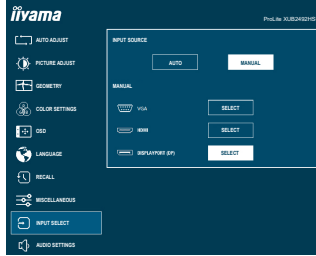 iiyama
ProLite XUB2492HS
AUTO ADJUST
PICTURE ADJUST
GEOMETRY
COLOR SETTINGS
OSD
LANGUAGE
RECALL
MISCELLANEOUS
INPUT SELECT
AUDIO SETTINGS
INPUT SOURCE
AUTO
MANUAL
MANUAL
VGA
SELECT
HDMI
SELECT
DISPLAYPORT (DP)
SELECT